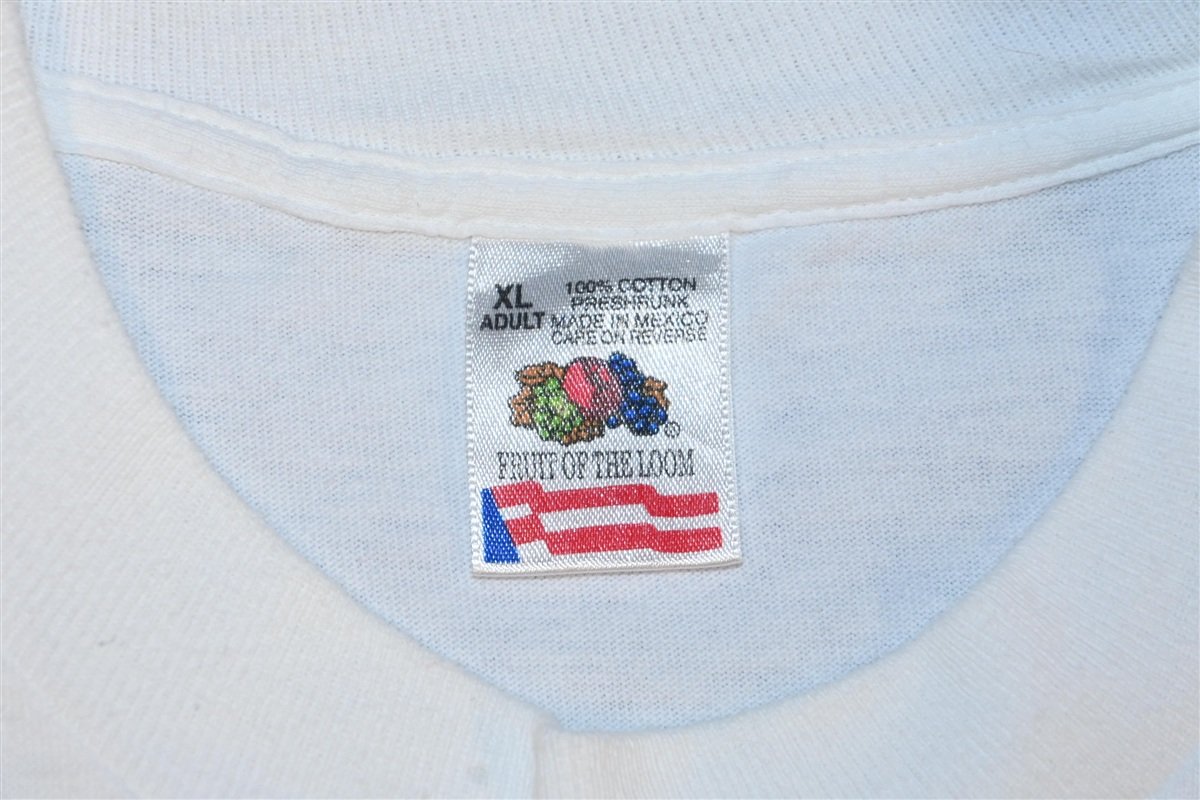 XL
ADULT
100% COTTON
PRESHRUNK
MADE IN MEXICO
CARE ON REVERSE
®
FRUIT OF THE LOOM